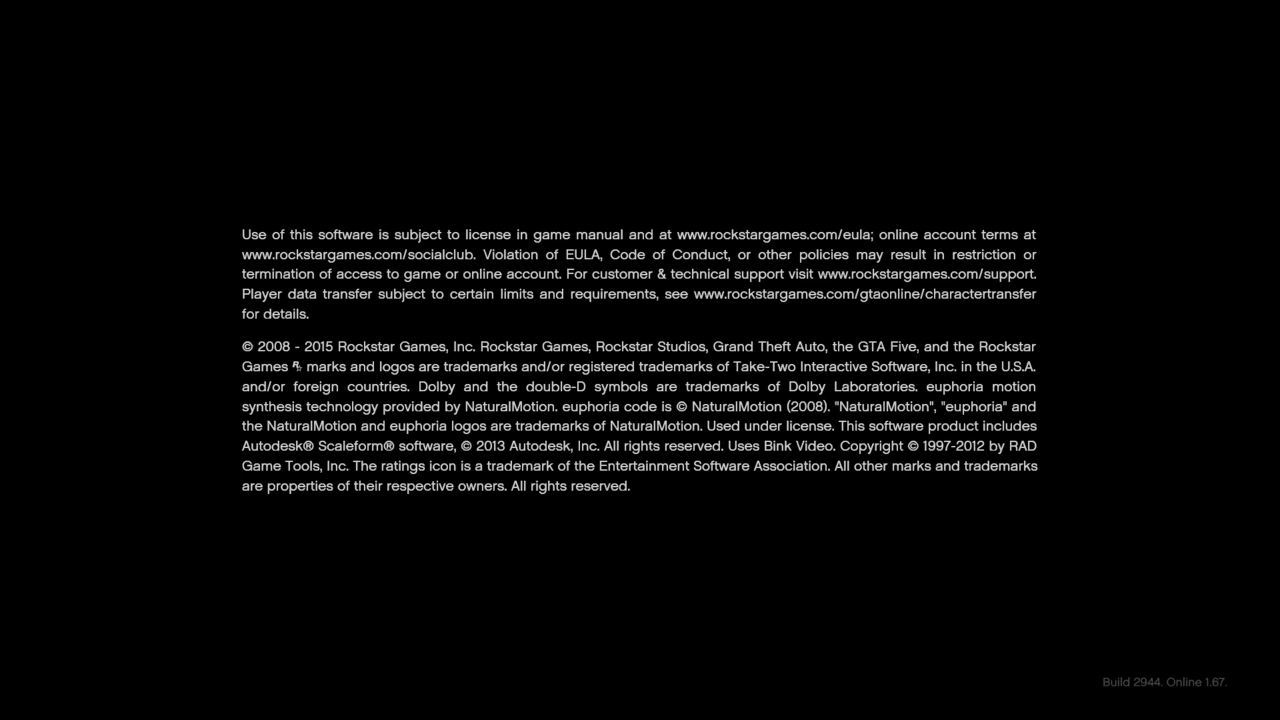 Use of this software is subject to license in game manual and at www.rockstargames.com/eula; online account terms at
www.rockstargames.com/socialclub. Violation of EULA, Code of Conduct, or other policies may result in restriction or
termination of access to game or online account. For customer & technical support visit www.rockstargames.com/support.
Player data transfer subject to certain limits and requirements, see www.rockstargames.com/gtaonline/charactertransfer
for details.
© 2008 - 2015 Rockstar Games, Inc. Rockstar Games, Rockstar Studios, Grand Theft Auto, the GTA Five, and the Rockstar
Games R* marks and logos are trademarks and/or registered trademarks of Take-Two Interactive Software, Inc. in the U.S.A.
and/or foreign countries. Dolby and the double-D symbols are trademarks of Dolby Laboratories. euphoria motion
synthesis technology provided by NaturalMotion. euphoria code is © NaturalMotion (2008). "NaturalMotion", "euphoria" and
the NaturalMotion and euphoria logos are trademarks of NaturalMotion. Used under license. This software product includes
Autodesk® Scaleform® software, © 2013 Autodesk, Inc. All rights reserved. Uses Bink Video. Copyright © 1997-2012 by RAD
Game Tools, Inc. The ratings icon is a trademark of the Entertainment Software Association. All other marks and trademarks
are properties of their respective owners. All rights reserved.
Build 2944. Online 1.67.